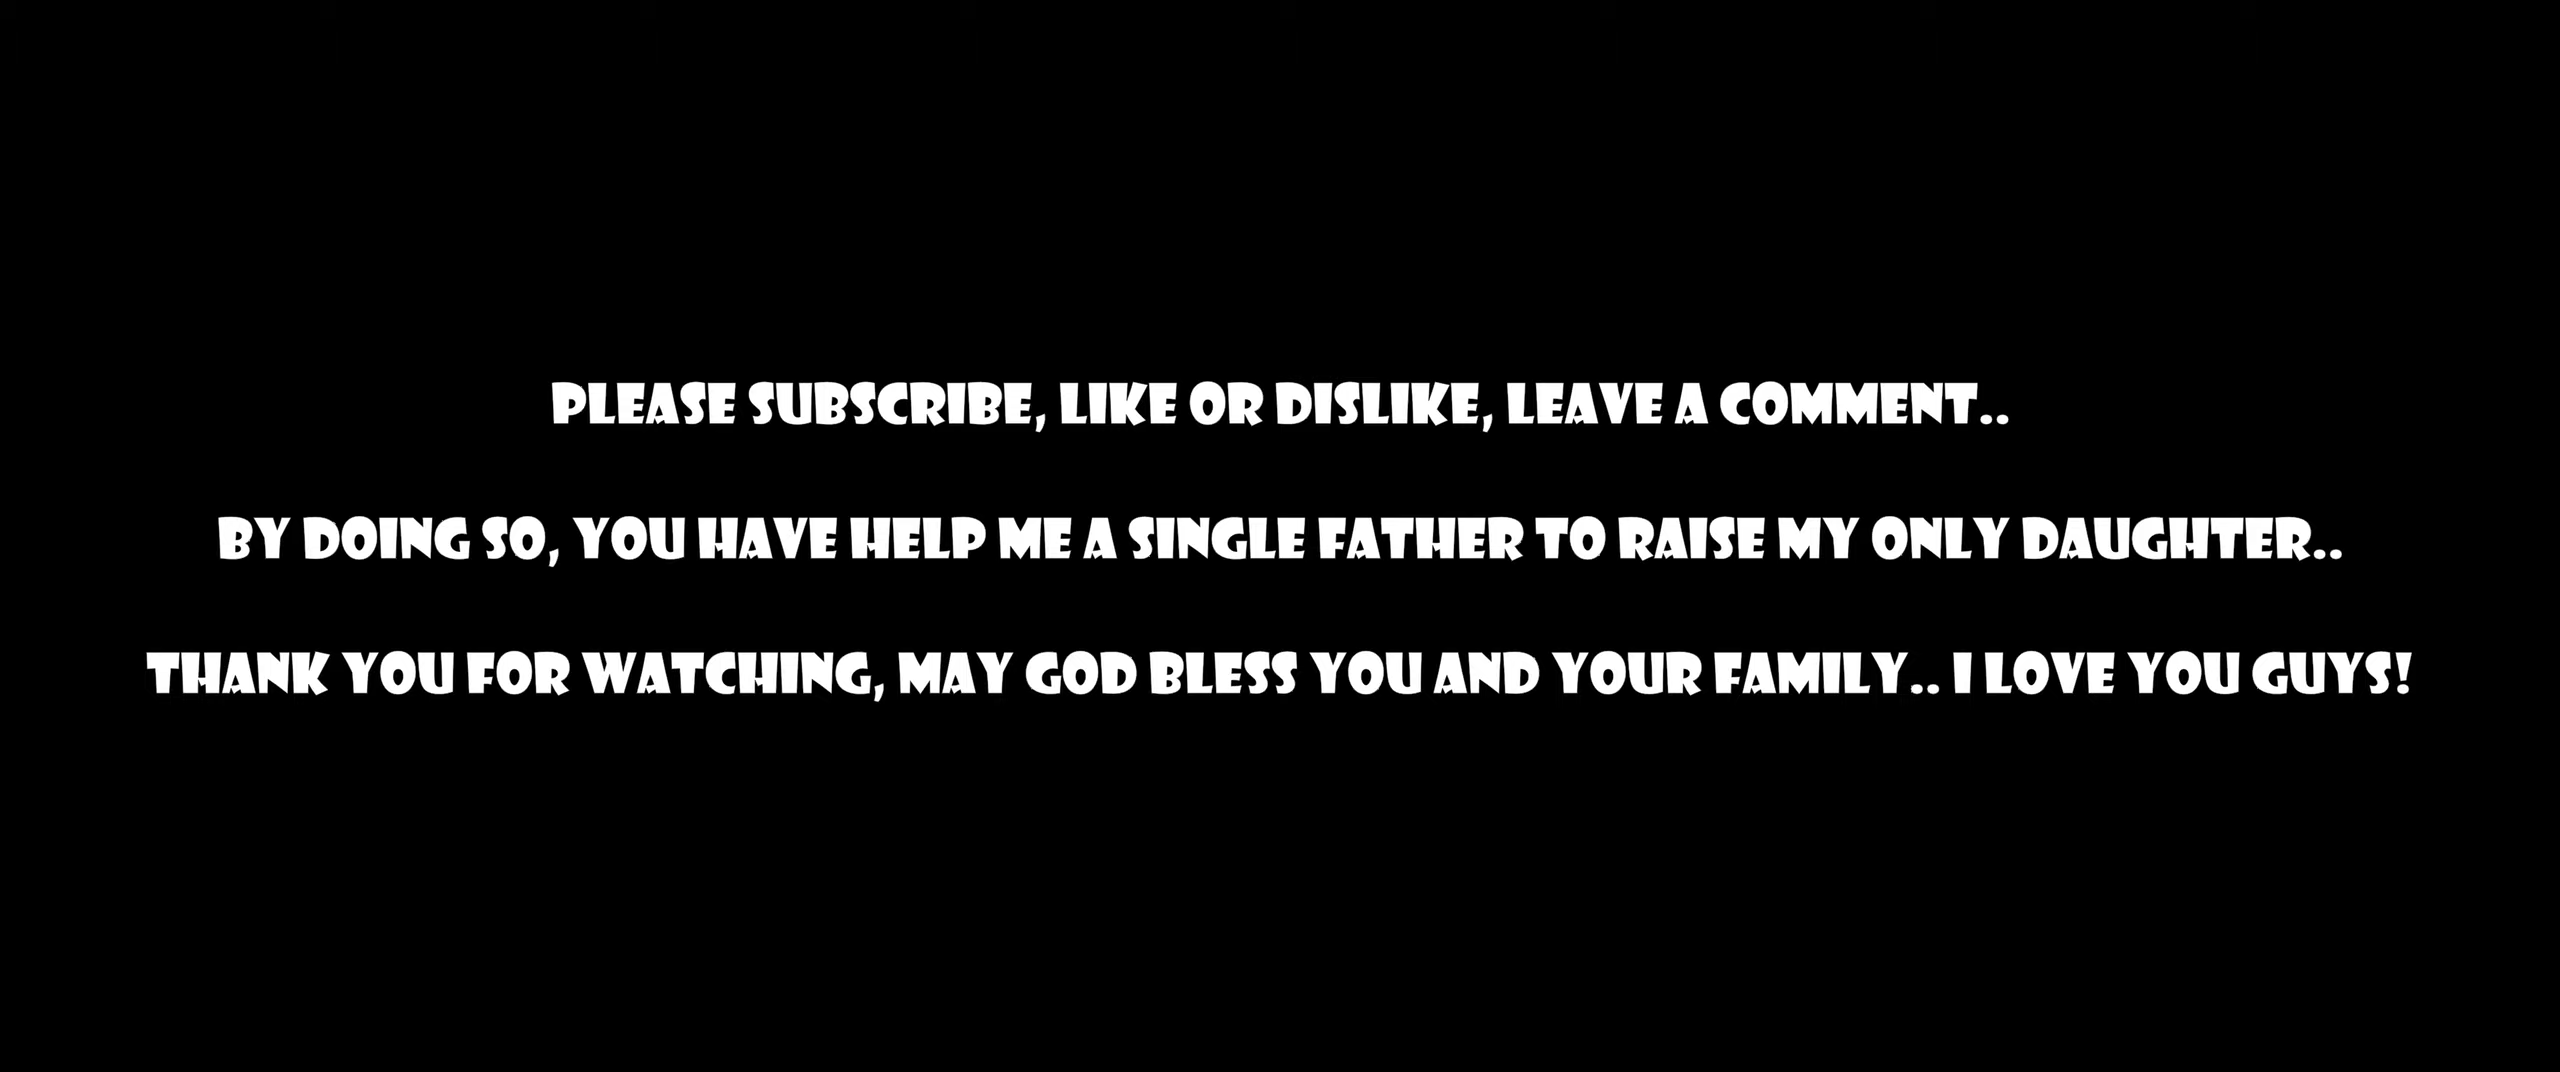 PLEASE SUBSCRIBE, LIKE OR DISLIKE, LEAVE A COMMENT..
BY DOING SO, YOU HAVE HELP ME A SINGLE FATHER TO RAISE MY ONLY DAUGHTER..
THANK YOU FOR WATCHING, MAY GOD BLESS YOU AND YOUR FAMILY.. I LOVE YOU GUYS!